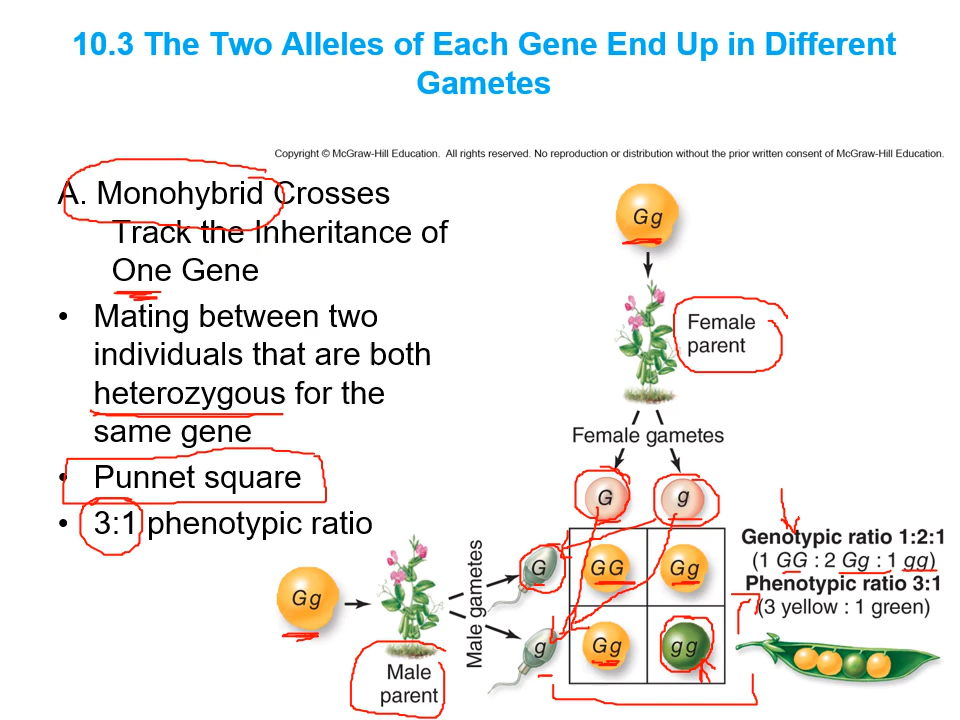 10.3 The Two Alleles of Each Gene End Up in Different
Gametes
Copyright © McGraw-Hill Education. All rights reserved. No reproduction or distribution without the prior written consent of McGraw-Hill Education.
A. Monohybrid Crosses
Track the Inheritance of
One Gene
• Mating between two
individuals that are both
heterozygous for the
same gene
• Punnet square
• 3:1 phenotypic ratio
Gg
Female
parent
Female gametes
G g
Gg
Male
parent
Male gametes
G
g
GG Gg
Gg gg
Genotypic ratio 1:2:1
(1 GG : 2 Gg : 1 gg)
Phenotypic ratio 3:1
(3 yellow : 1 green)